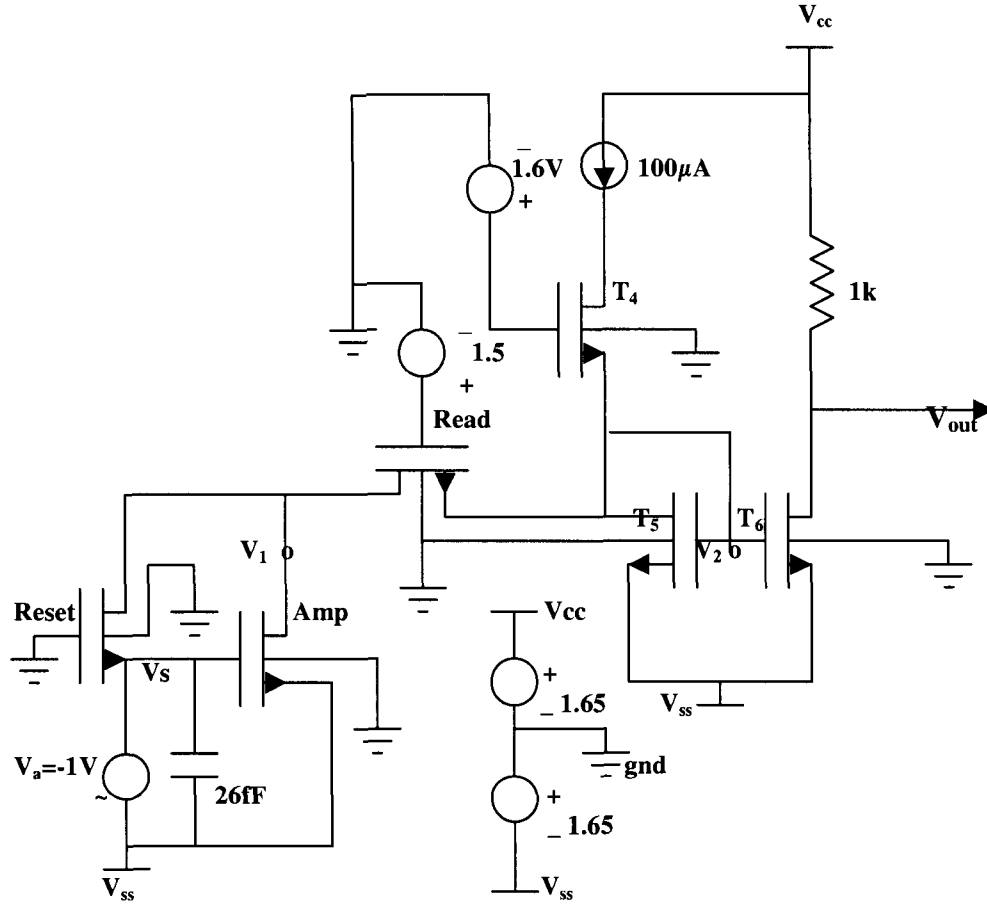 Vcc
–
1.6V
+
100µA
T4
1k
–
1.5
+
Read
Vout
T5
T6
V1 o
V2 o
Reset
Amp
Vcc
Vs
+
– 1.65
Vss
gnd
Va=-1V
~
26fF
+
– 1.65
Vss
Vss